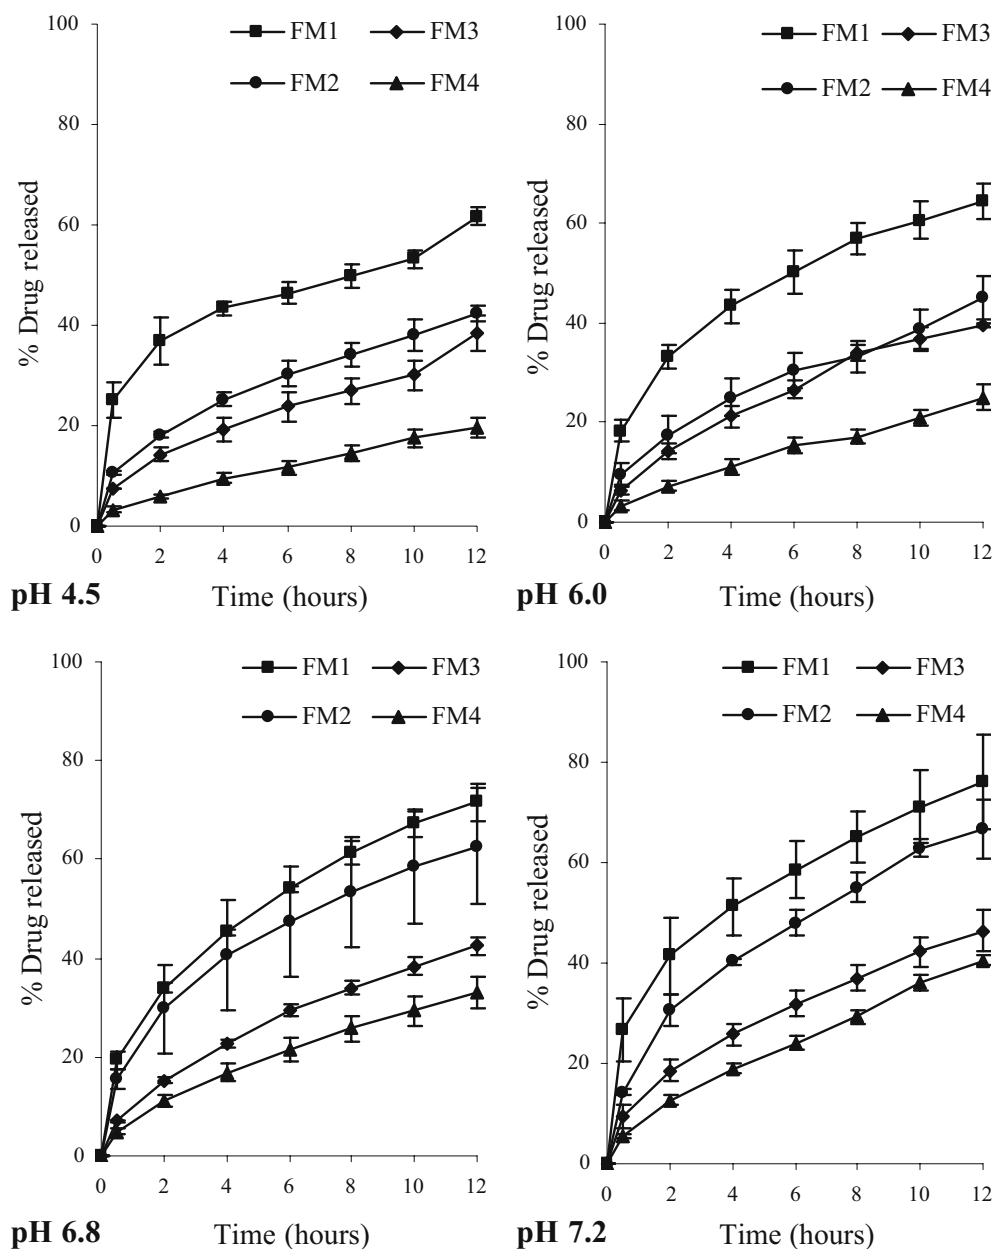 100
80
60
40
20
0
% Drug released
FM1 FM3
FM2 FM4
0 2 4 6 8 10 12
pH 4.5 Time (hours)
100
80
60
40
20
0
% Drug released
FM1 FM3
FM2 FM4
0 2 4 6 8 10 12
pH 6.0 Time (hours)
100
80
60
40
20
0
% Drug released
FM1 FM3
FM2 FM4
0 2 4 6 8 10 12
pH 6.8 Time (hours)
100
80
60
40
20
0
% Drug released
FM1 FM3
FM2 FM4
0 2 4 6 8 10 12
pH 7.2 Time (hours)